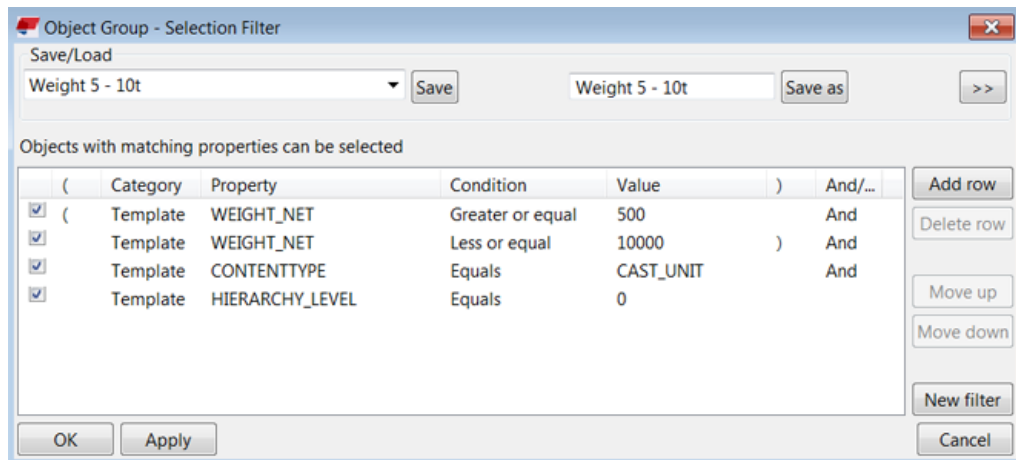 Object Group - Selection Filter
Save/Load
Weight 5 - 10t Save Weight 5 - 10t Save as >>
Objects with matching properties can be selected
( Category Property Condition Value ) And/... Add row
( Template WEIGHT_NET Greater or equal 500 And
Delete row
Template WEIGHT_NET Less or equal 10000 ) And
Template CONTENTTYPE Equals CAST_UNIT And
Template HIERARCHY_LEVEL Equals 0
Move up
Move down
New filter
OK Apply Cancel